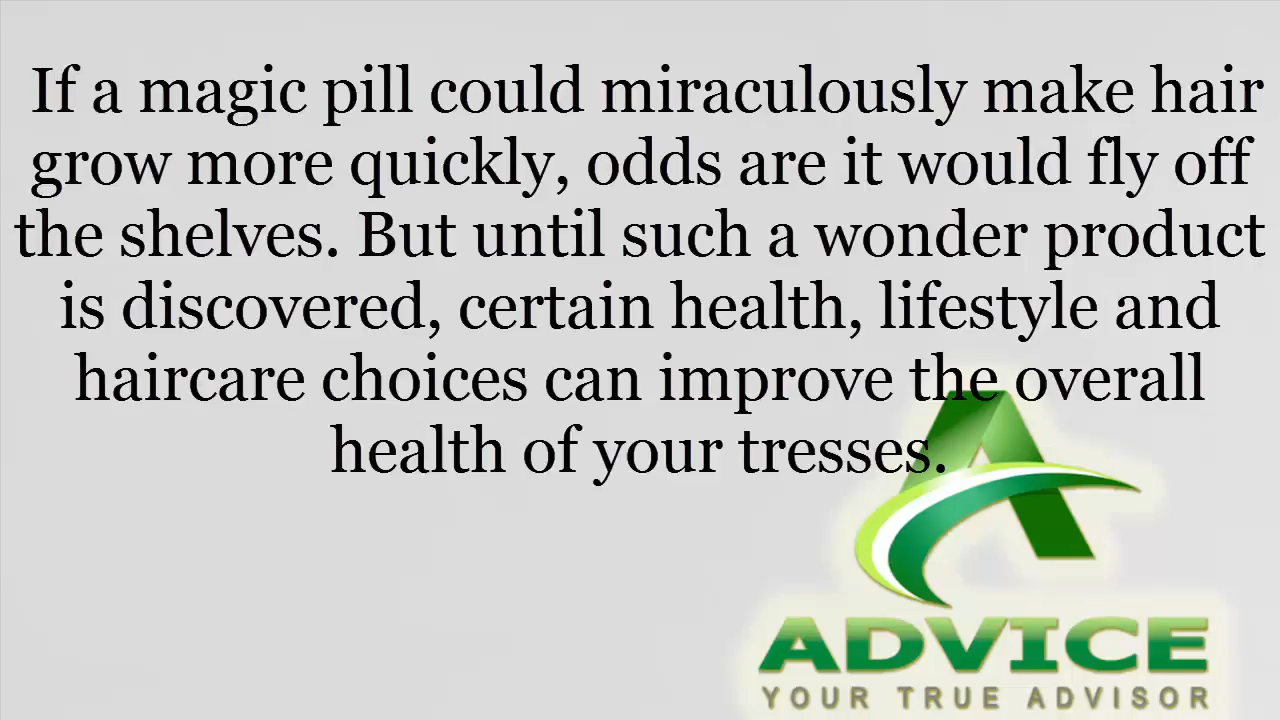 If a magic pill could miraculously make hair
grow more quickly, odds are it would fly off
the shelves. But until such a wonder product
is discovered, certain health, lifestyle and
haircare choices can improve the overall
health of your tresses.
ADVICE
YOUR TRUE ADVISOR